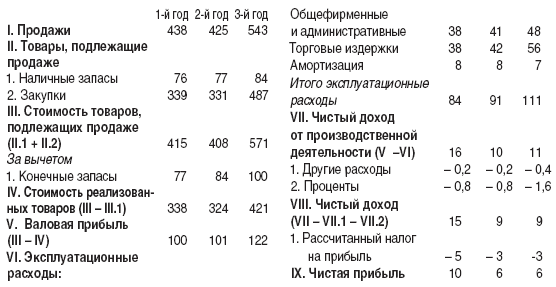 1-й год 2-й год 3-й год
I. Продажи 438 425 543
II. Товары, подлежащие
продаже
1. Наличные запасы 76 77 84
2. Закупки 339 331 487
III. Стоимость товаров,
подлежащих продаже
(II.1 + II.2) 415 408 571
За вычетом
1. Конечные запасы 77 84 100
IV. Стоимость реализован-
ных товаров (III – III.1) 338 324 421
V. Валовая прибыль
(III – IV) 100 101 122
VI. Эксплуатационные
расходы:
Общефирменные
и административные 38 41 48
Торговые издержки 38 42 56
Амортизация 8 8 7
Итого эксплуатационные
расходы 84 91 111
VII. Чистый доход
от производственной
деятельности (V –VI) 16 10 11
1. Другие расходы – 0,2 – 0,2 – 0,4
2. Проценты – 0,8 – 0,8 – 1,6
VIII. Чистый доход
(VII – VII.1 – VII.2) 15 9 9
1. Рассчитанный налог
на прибыль – 5 – 3 -3
IX. Чистая прибыль 10 6 6